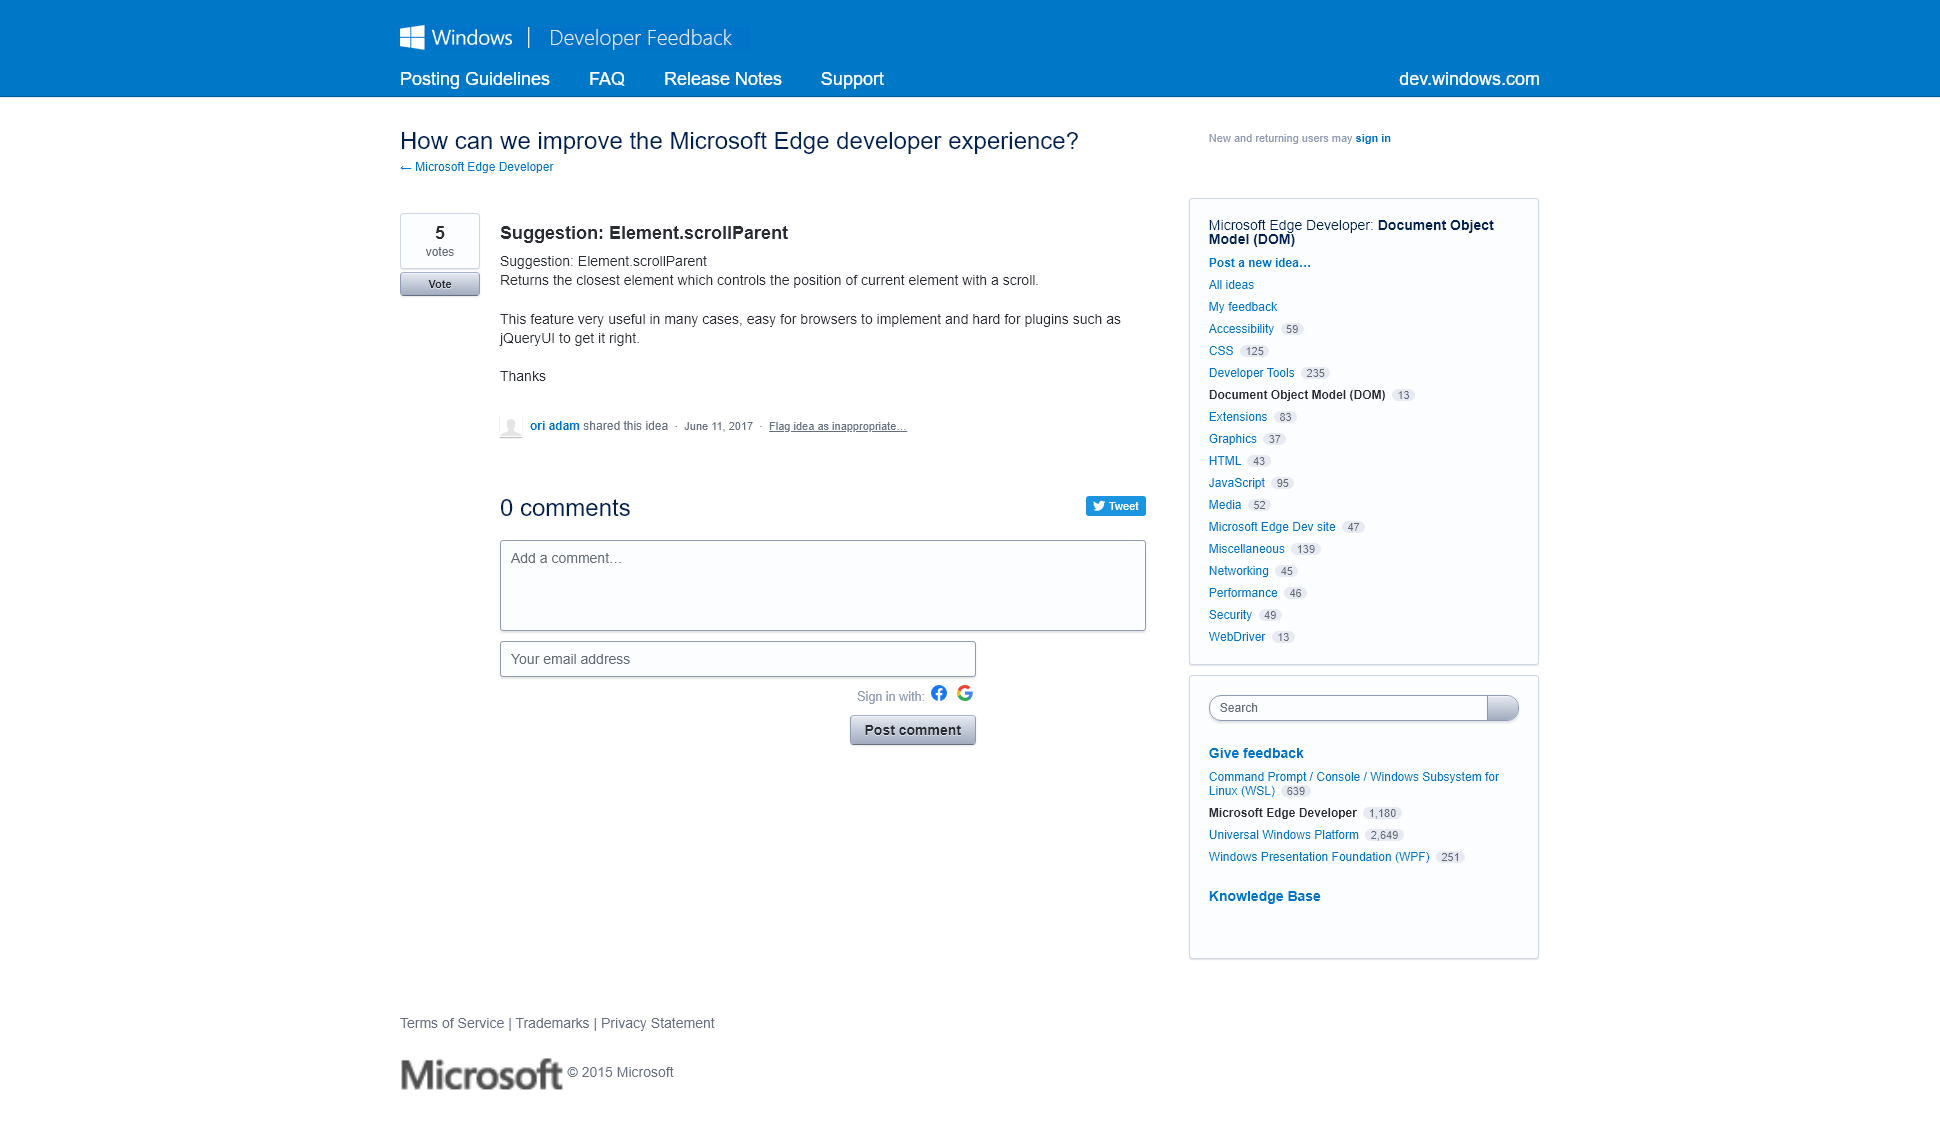 Windows | Developer Feedback
Posting Guidelines FAQ Release Notes Support dev.windows.com
How can we improve the Microsoft Edge developer experience?
← Microsoft Edge Developer
New and returning users may sign in
5
votes
Vote
Suggestion: Element.scrollParent
Suggestion: Element.scrollParent
Returns the closest element which controls the position of current element with a scroll.
This feature very useful in many cases, easy for browsers to implement and hard for plugins such as
jQueryUI to get it right.
Thanks
ori adam shared this idea · June 11, 2017 · Flag idea as inappropriate…
0 comments
Tweet
Add a comment…
Your email address
Sign in with:
Post comment
Microsoft Edge Developer: Document Object
Model (DOM)
Post a new idea…
All ideas
My feedback
Accessibility 59
CSS 125
Developer Tools 235
Document Object Model (DOM) 13
Extensions 83
Graphics 37
HTML 43
JavaScript 95
Media 52
Microsoft Edge Dev site 47
Miscellaneous 139
Networking 45
Performance 46
Security 49
WebDriver 13
Search
Give feedback
Command Prompt / Console / Windows Subsystem for
Linux (WSL) 639
Microsoft Edge Developer 1,180
Universal Windows Platform 2,649
Windows Presentation Foundation (WPF) 251
Knowledge Base
Terms of Service | Trademarks | Privacy Statement
Microsoft © 2015 Microsoft